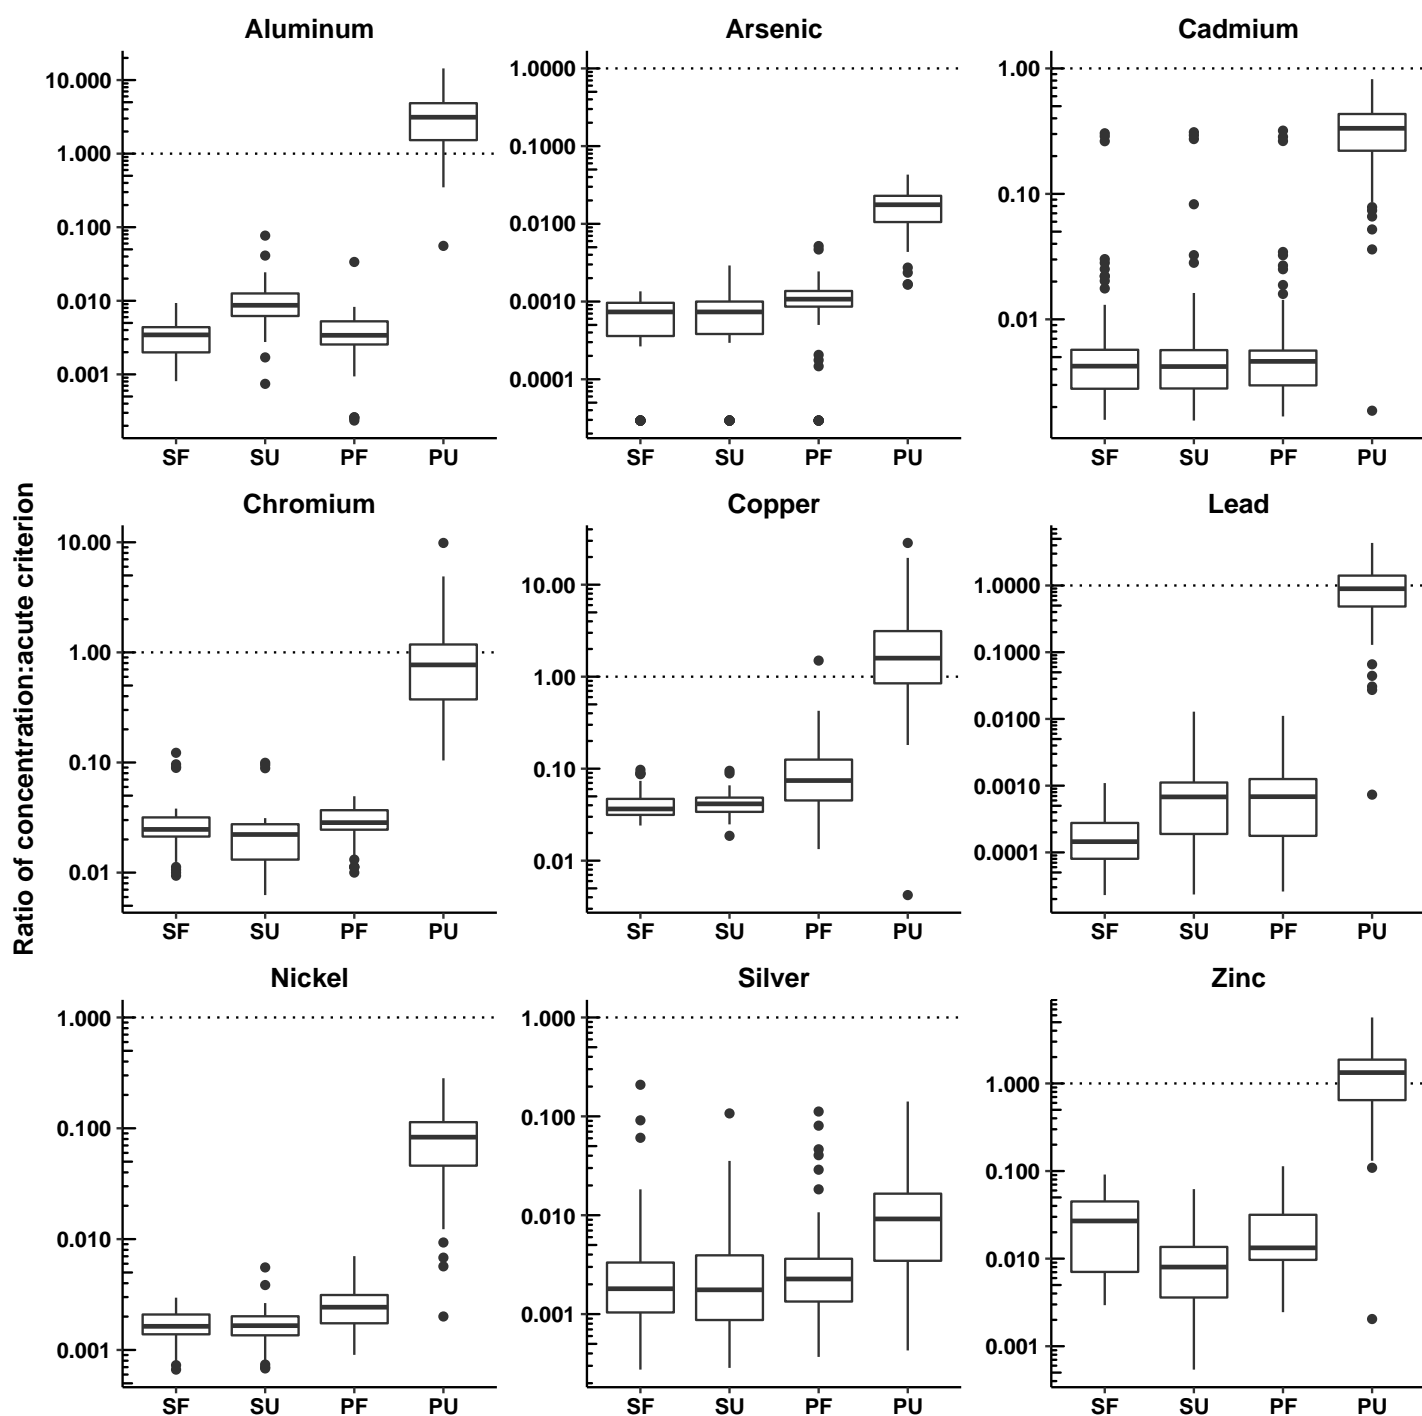 Aluminum
Arsenic
Cadmium
10.000
1.000
0.100
0.010
0.001
1.0000
0.1000
0.0100
0.0010
0.0001
1.00
0.10
0.01
SF SU PF PU
SF SU PF PU
SF SU PF PU
Ratio of concentration:acute criterion
Chromium
Copper
Lead
10.00
1.00
0.10
0.01
10.00
1.00
0.10
0.01
1.0000
0.1000
0.0100
0.0010
0.0001
SF SU PF PU
SF SU PF PU
SF SU PF PU
Nickel
Silver
Zinc
1.000
0.100
0.010
0.001
1.000
0.100
0.010
0.001
1.000
0.100
0.010
0.001
SF SU PF PU
SF SU PF PU
SF SU PF PU